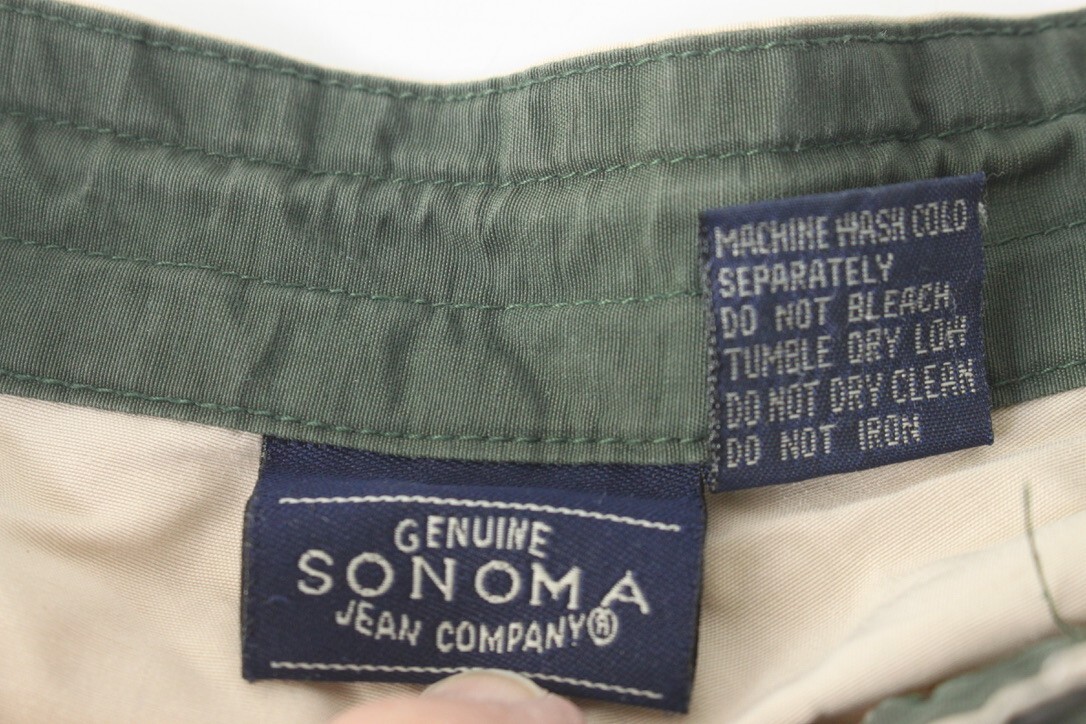 MACHINE WASH COLD
SEPARATELY
DO NOT BLEACH
TUMBLE DRY LOW
DO NOT DRY CLEAN
DO NOT IRON
GENUINE
SONOMA
JEAN COMPANY®